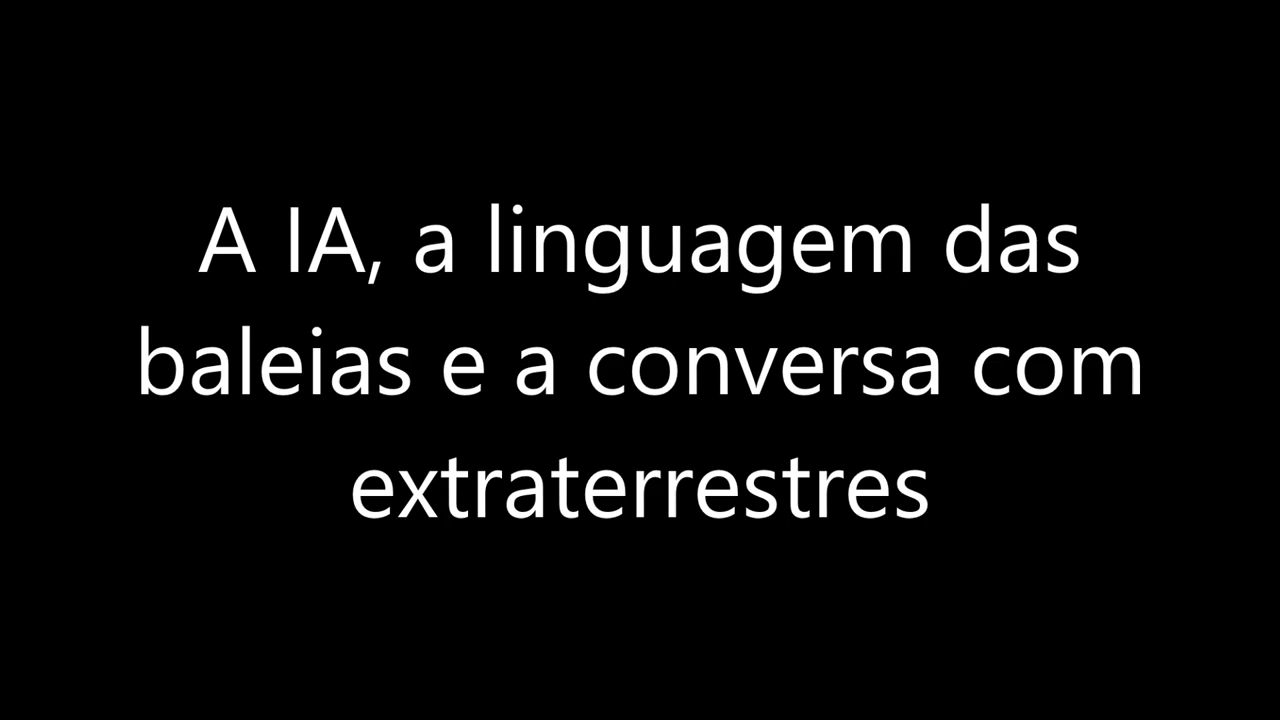 A IA, a linguagem das
baleias e a conversa com
extraterrestres